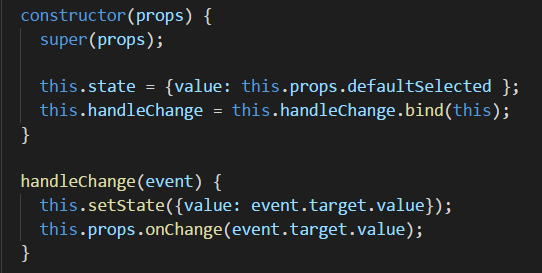 constructor(props) {
super(props);
this.state = {value: this.props.defaultSelected };
this.handleChange = this.handleChange.bind(this);
}
handleChange(event) {
this.setState({value: event.target.value});
this.props.onChange(event.target.value);
}